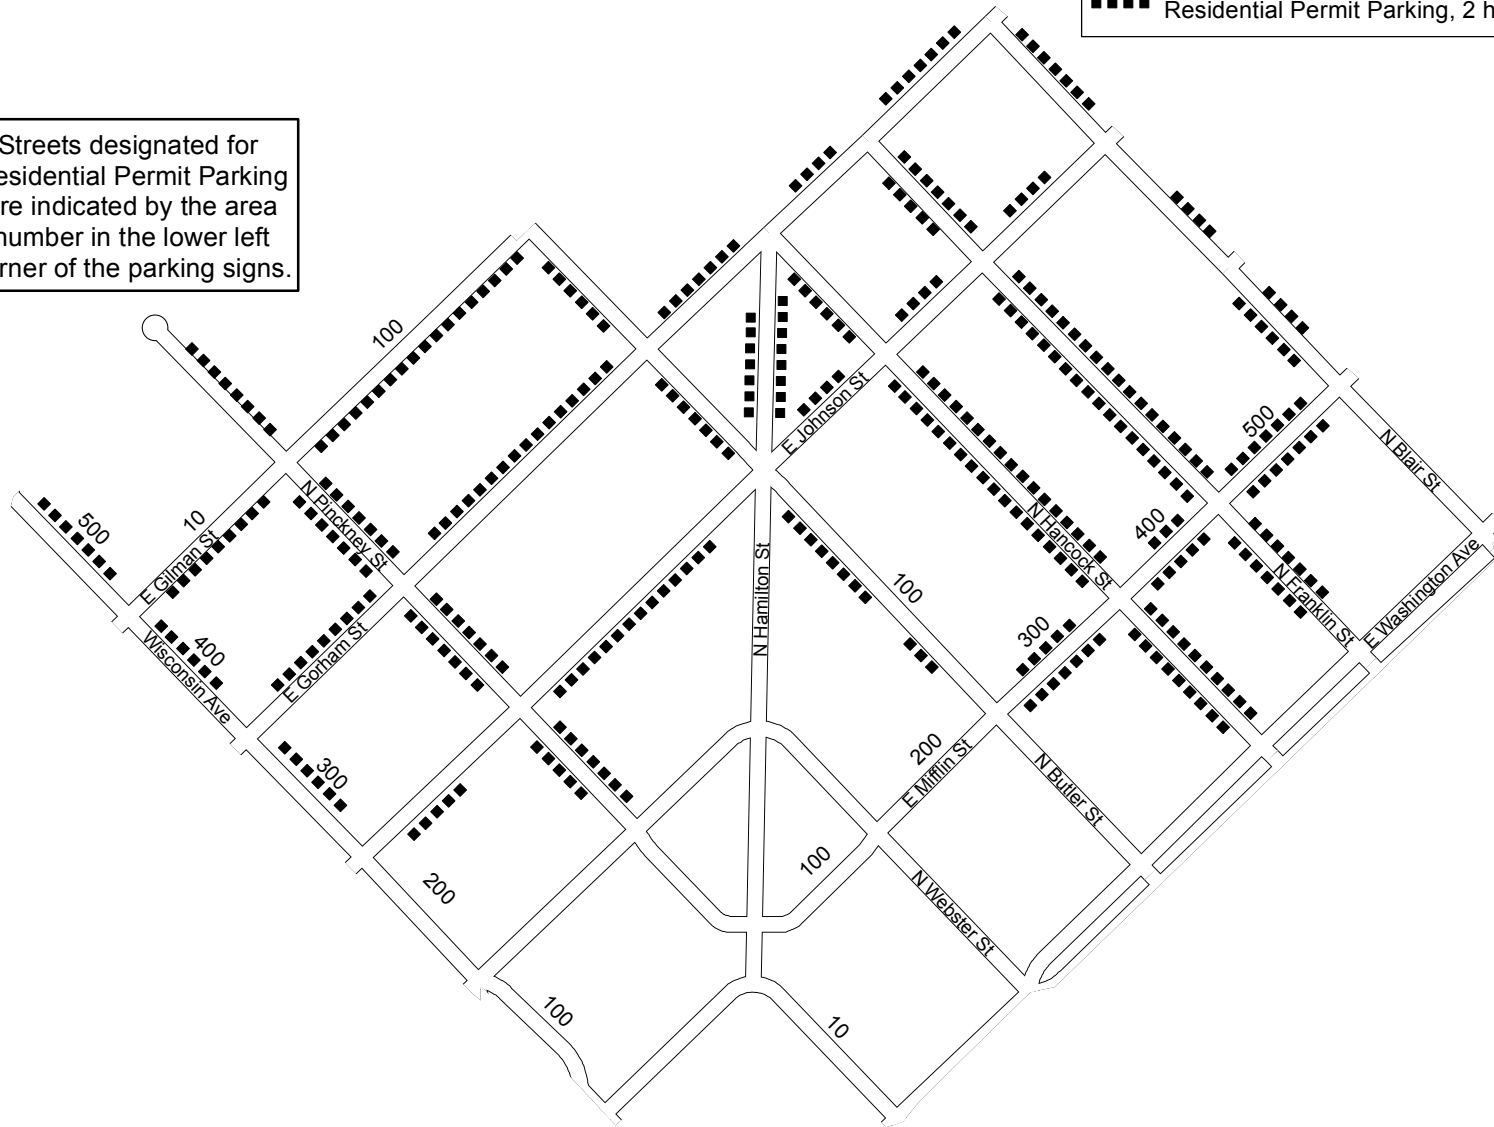 Residential Permit Parking, 2 h
Streets designated for
esidential Permit Parking
re indicated by the area
number in the lower left
rner of the parking signs.
100
500
10
E Gilman St
N Pinckney St
E Johnson St
500
N Blair St
400
Wisconsin Ave
E Gorham St
300
N Hamilton St
100
N Hancock St
400
300
N Franklin St
E Washington Ave
200
E Mifflin St
N Butler St
200
100
N Webster St
100
10